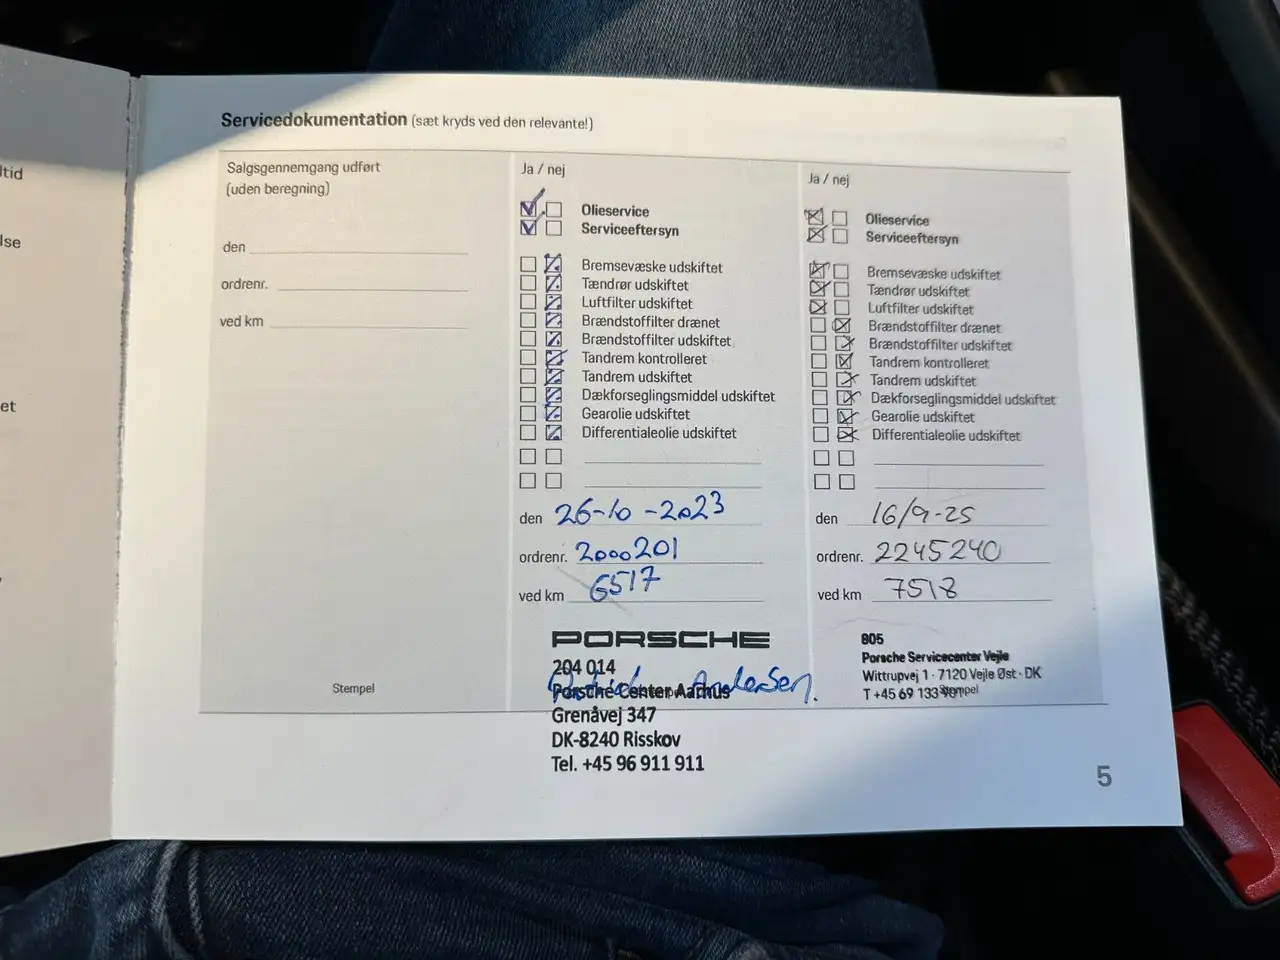 Servicedokumentation (sæt kryds ved den relevante!)
Salgsgennemgang udført
(uden beregning)
den
ordrenr.
ved km
Stempel
Ja / nej
Olieservice
Serviceeftersyn
Bremsevæske udskiftet
Tændrør udskiftet
Luftfilter udskiftet
Brændstoffilter drænet
Brændstoffilter udskiftet
Tandrem kontrolleret
Tandrem udskiftet
Dækforseglingsmiddel udskiftet
Gearolie udskiftet
Differentialeolie udskiftet
den 26-10-2023
ordrenr. 2000201
ved km 6517
PORSCHE
204 014
Porsche Center Aarhus
Andersen.
Grenåvej 347
DK-8240 Risskov
Tel. +45 96 911 911
Ja / nej
Olieservice
Serviceeftersyn
Bremsevæske udskiftet
Tændrør udskiftet
Luftfilter udskiftet
Brændstoffilter drænet
Brændstoffilter udskiftet
Tandrem kontrolleret
Tandrem udskiftet
Dækforseglingsmiddel udskiftet
Gearolie udskiftet
Differentialeolie udskiftet
den 16/9-25
ordrenr. 2245240
ved km 7518
805
Porsche Servicecenter Vejle
Wittrupvej 1 · 7120 Vejle Øst · DK
T +45 69 133 901
Stempel
5
ltid
lse
et